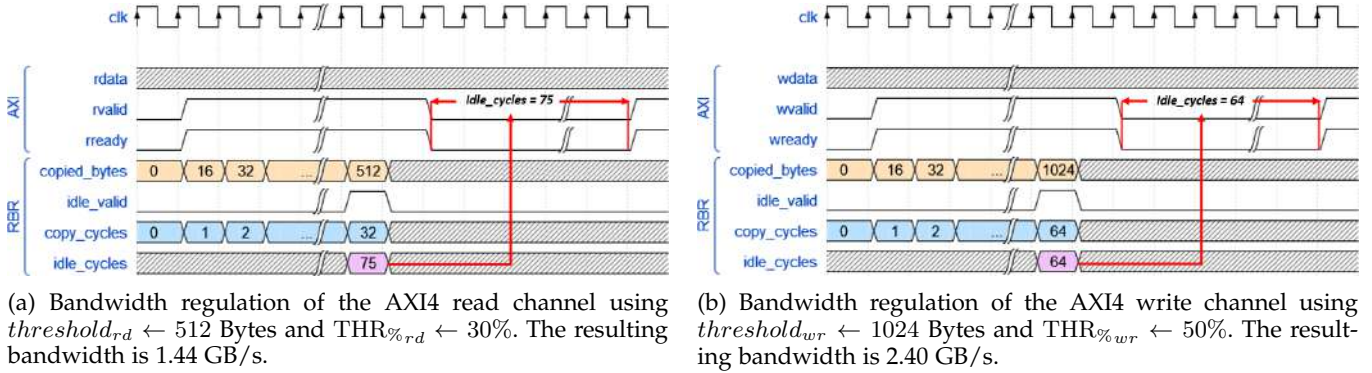 clk
AXI
rdata
rvalid
Idle_cycles = 75
rready
RBR
copied_bytes 0 16 32 ... 512
idle_valid
copy_cycles 0 1 2 ... 32
idle_cycles 75
(a) Bandwidth regulation of the AXI4 read channel using
threshold_rd ← 512 Bytes and THR_%rd ← 30%. The resulting
bandwidth is 1.44 GB/s.
clk
AXI
wdata
wvalid
Idle_cycles = 64
wready
RBR
copied_bytes 0 16 32 ... 1024
idle_valid
copy_cycles 0 1 2 ... 64
idle_cycles 64
(b) Bandwidth regulation of the AXI4 write channel using
threshold_wr ← 1024 Bytes and THR_%wr ← 50%. The result-
ing bandwidth is 2.40 GB/s.